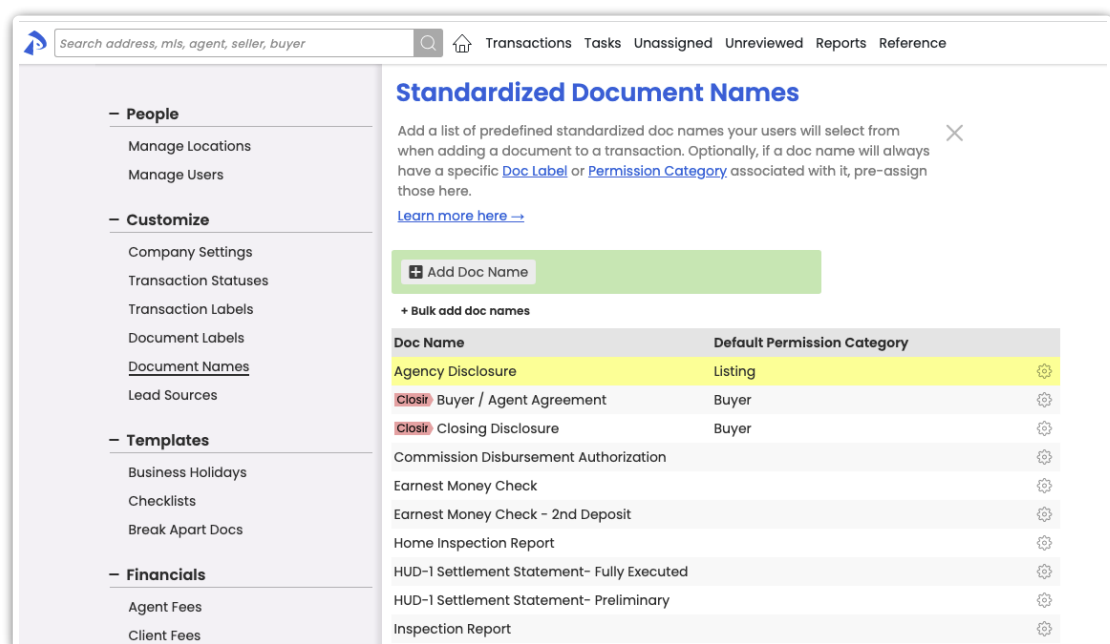 Search address, mls, agent, seller, buyer
Transactions Tasks Unassigned Unreviewed Reports Reference
– People
Manage Locations
Manage Users
– Customize
Company Settings
Transaction Statuses
Transaction Labels
Document Labels
Document Names
Lead Sources
– Templates
Business Holidays
Checklists
Break Apart Docs
– Financials
Agent Fees
Client Fees
Standardized Document Names
Add a list of predefined standardized doc names your users will select from
when adding a document to a transaction. Optionally, if a doc name will always
have a specific Doc Label or Permission Category associated with it, pre-assign
those here.
Learn more here →
Add Doc Name
+ Bulk add doc names
Doc Name Default Permission Category
Agency Disclosure Listing
Closir Buyer / Agent Agreement Buyer
Closir Closing Disclosure Buyer
Commission Disbursement Authorization
Earnest Money Check
Earnest Money Check - 2nd Deposit
Home Inspection Report
HUD-1 Settlement Statement- Fully Executed
HUD-1 Settlement Statement- Preliminary
Inspection Report